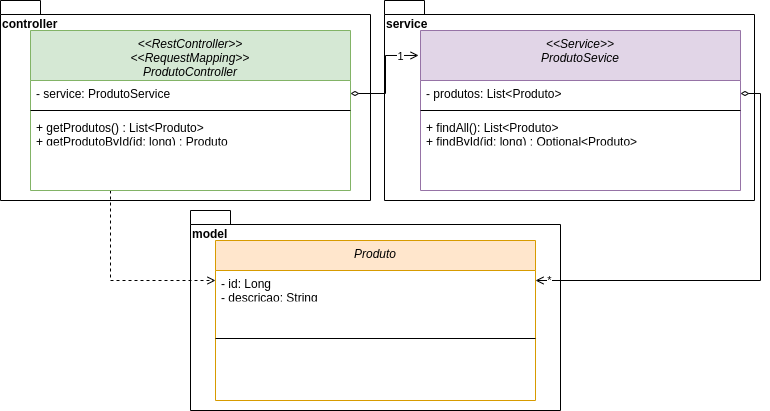 controller
<<RestController>>
<<RequestMapping>>
ProdutoController
- service: ProdutoService
+ getProdutos() : List<Produto>
+ getProdutoById(id: long) : Produto
1
service
<<Service>>
ProdutoSevice
- produtos: List<Produto>
+ findAll(): List<Produto>
+ findById(id: long) : Optional<Produto>
model
Produto
- id: Long
- descricao: String
*